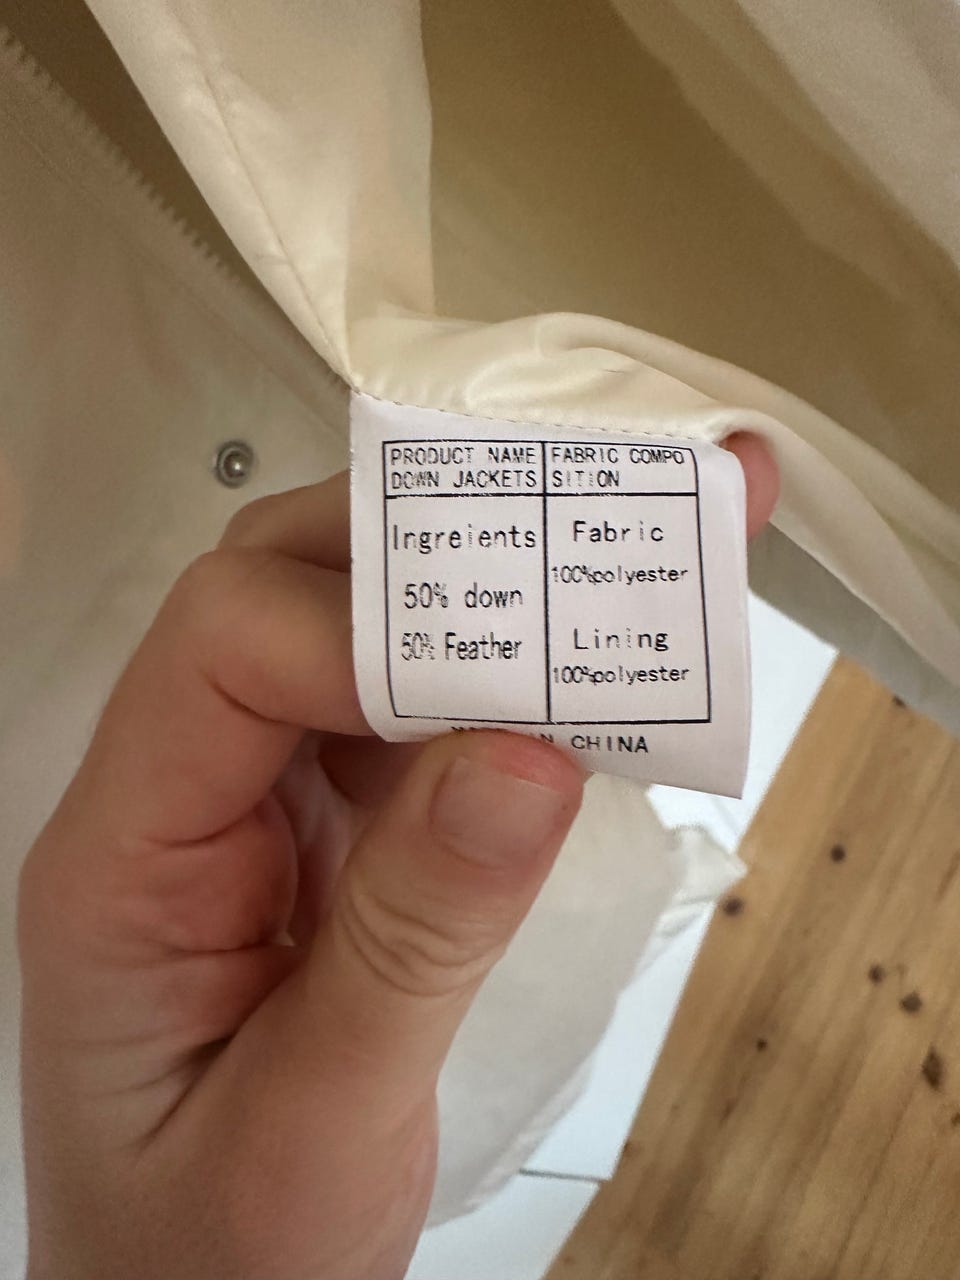 PRODUCT NAME
DOWN JACKETS
FABRIC COMPO
SITION
Ingreients
50% down
50% Feather
Fabric
100%polyester
Lining
100%polyester
CHINA